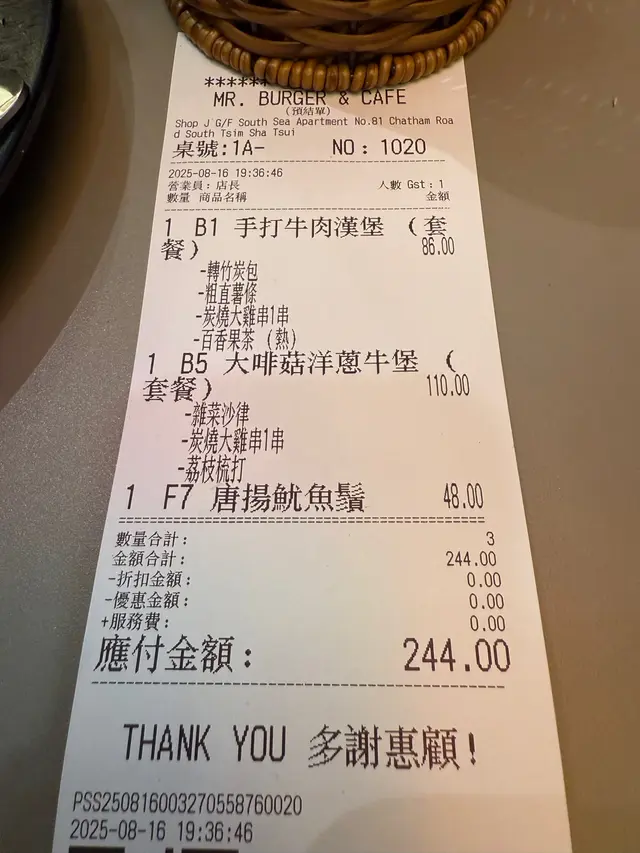 ******
MR. BURGER & CAFE
(預結單)
Shop J G/F South Sea Apartment No.81 Chatham Roa
d South Tsim Sha Tsui
桌號:1A- NO: 1020
2025-08-16 19:36:46
營業員: 店長 人數 Gst: 1
數量 商品名稱 金額
1 B1 手打牛肉漢堡 (套
餐) 86.00
-轉竹炭包
-粗直薯條
-炭燒大雞串1串
-百香果茶 (熱)
1 B5 大啡菇洋蔥牛堡 (
套餐) 110.00
-雜菜沙律
-炭燒大雞串1串
-荔枝梳打
1 F7 唐揚魷魚鬚 48.00
數量合計: 3
金額合計: 244.00
-折扣金額: 0.00
-優惠金額: 0.00
+服務費: 0.00
應付金額: 244.00
THANK YOU 多謝惠顧!
PSS250816003270558760020
2025-08-16 19:36:46